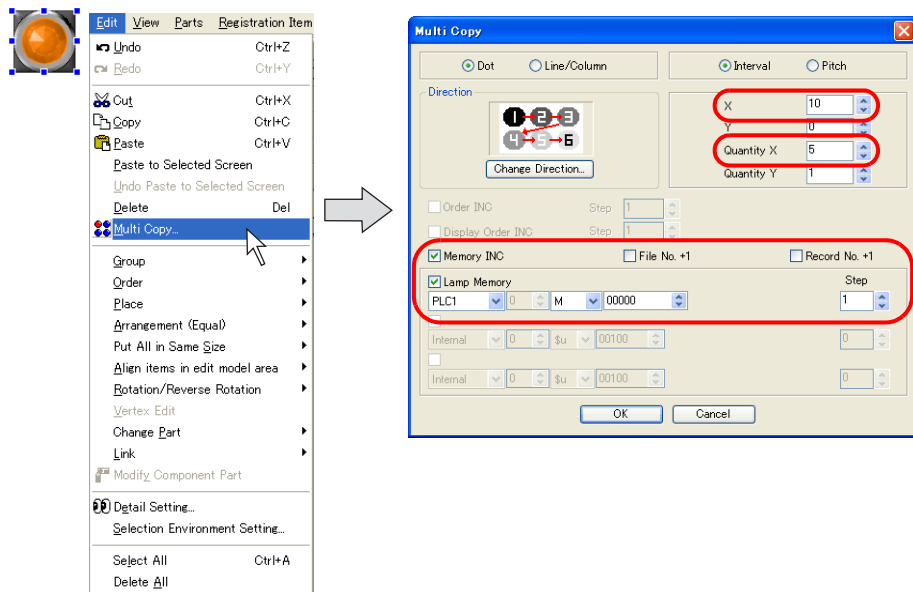 Edit View Parts Registration Item
Undo Ctrl+Z
Redo Ctrl+Y
Cut Ctrl+X
Copy Ctrl+C
Paste Ctrl+V
Paste to Selected Screen
Undo Paste to Selected Screen
Delete Del
Multi Copy...
Group
Order
Place
Arrangement (Equal)
Put All in Same Size
Align items in edit model area
Rotation/Reverse Rotation
Vertex Edit
Change Part
Link
Modify Component Part
Detail Setting...
Selection Environment Setting...
Select All Ctrl+A
Delete All
Multi Copy
Dot Line/Column Interval Pitch
Direction
1 2 3
4 5 6
Change Direction...
X 10
Y 0
Quantity X 5
Quantity Y 1
Order INC Step 1
Display Order INC Step 1
Memory INC File No. +1 Record No. +1
Lamp Memory Step
PLC1 0 M 00000 1
Internal 0 $u 00100 0
Internal 0 $u 00100 0
OK Cancel